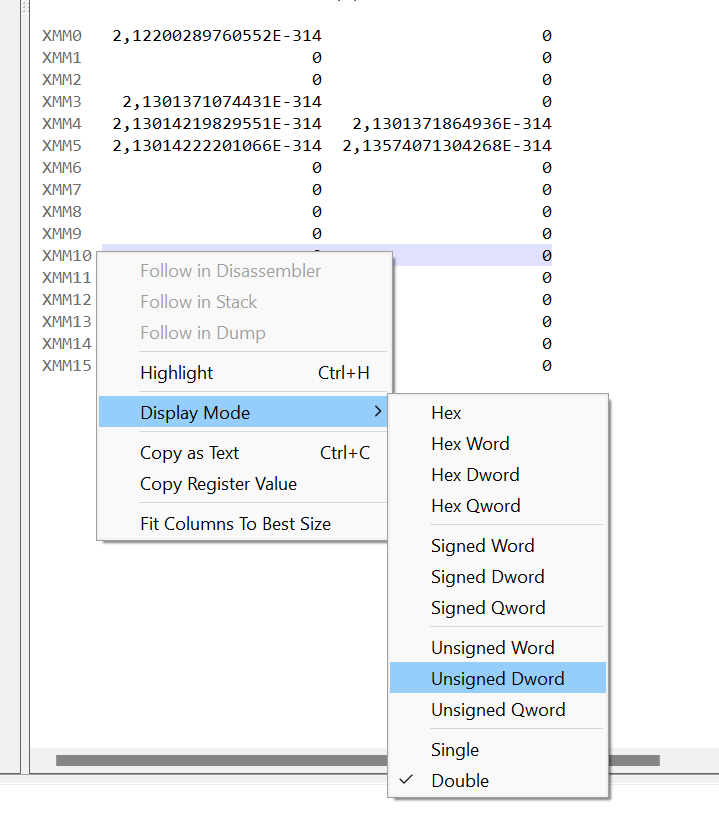 XMM0 2,12200289760552E-314 0
XMM1 0 0
XMM2 0 0
XMM3 2,1301371074431E-314 0
XMM4 2,13014219829551E-314 2,1301371864936E-314
XMM5 2,13014222201066E-314 2,13574071304268E-314
XMM6 0 0
XMM7 0 0
XMM8 0 0
XMM9 0 0
XMM10 0
XMM11 0
XMM12 0
XMM13 0
XMM14 0
XMM15 0
Follow in Disassembler
Follow in Stack
Follow in Dump
Highlight Ctrl+H
Display Mode
Copy as Text Ctrl+C
Copy Register Value
Fit Columns To Best Size
Hex
Hex Word
Hex Dword
Hex Qword
Signed Word
Signed Dword
Signed Qword
Unsigned Word
Unsigned Dword
Unsigned Qword
Single
Double